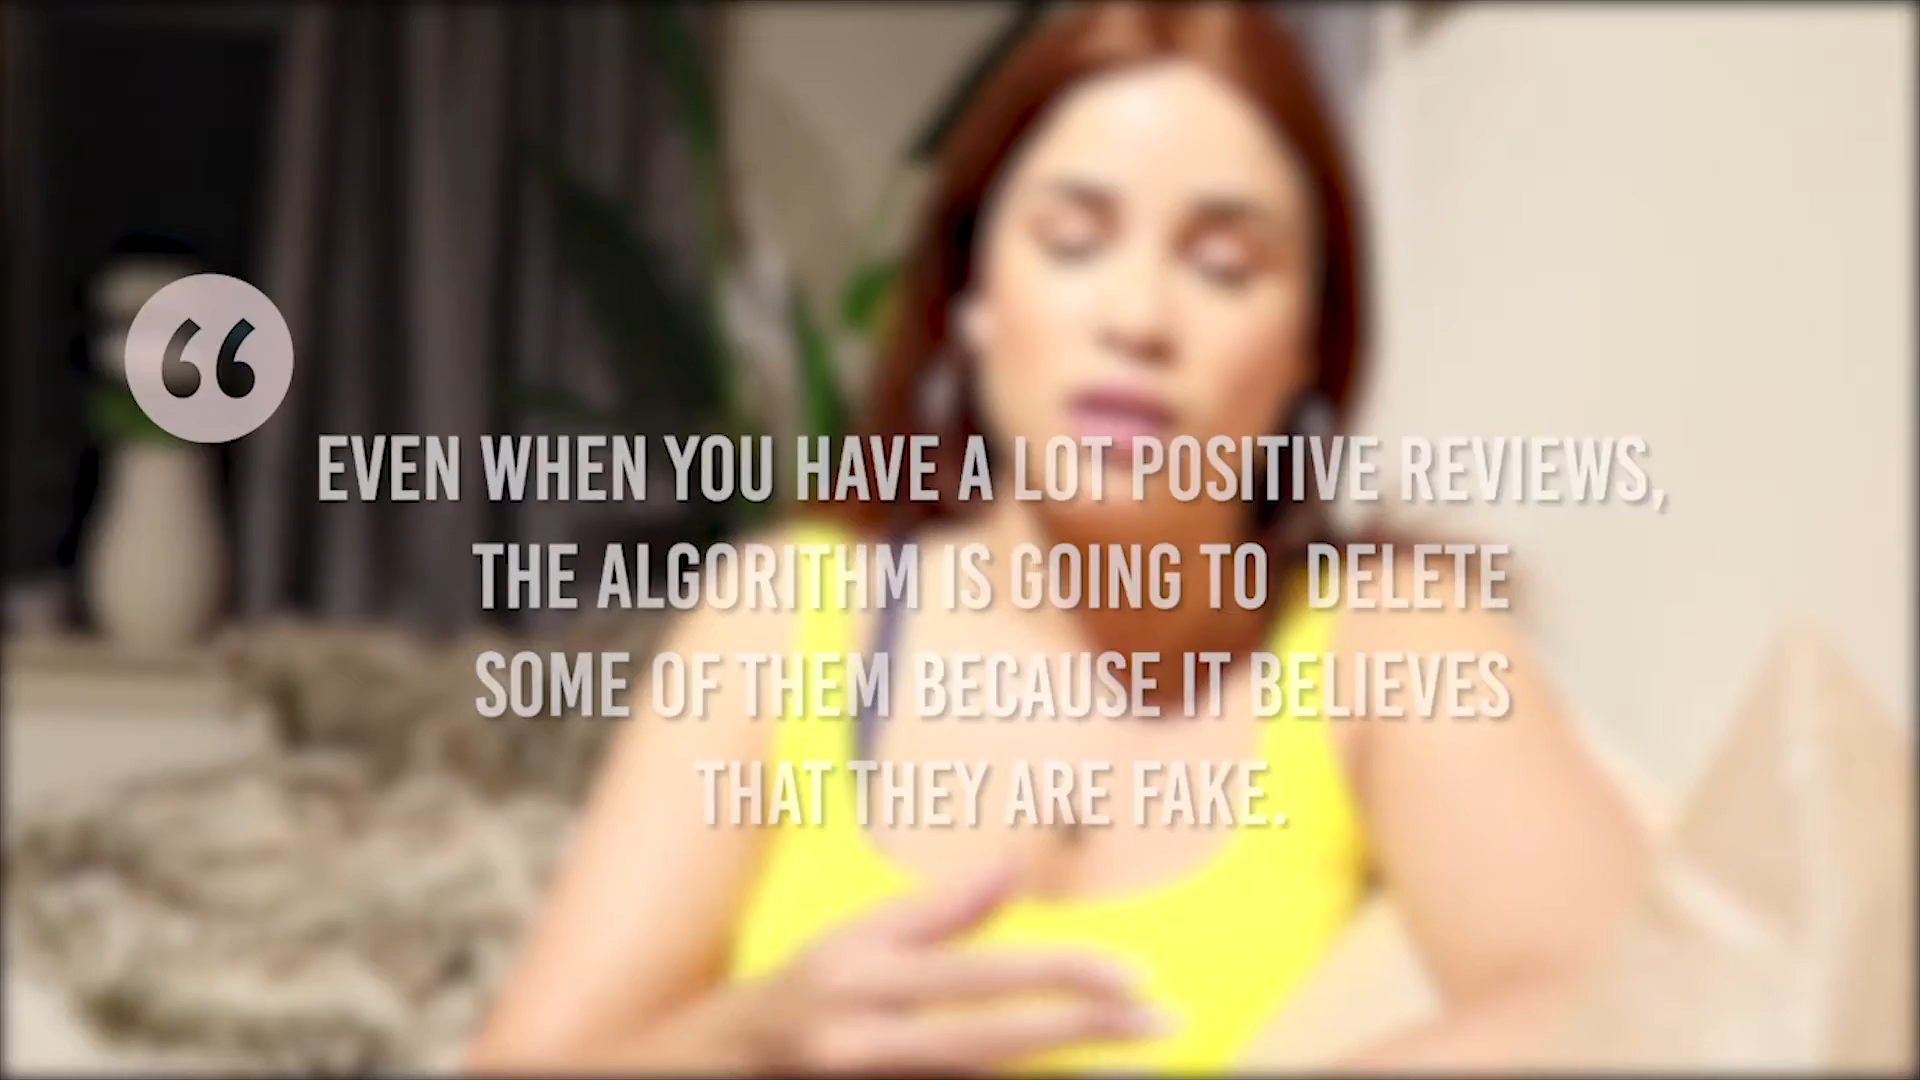 “
EVEN WHEN YOU HAVE A LOT POSITIVE REVIEWS,
THE ALGORITHM IS GOING TO  DELETE
SOME OF THEM BECAUSE IT BELIEVES
THAT THEY ARE FAKE.